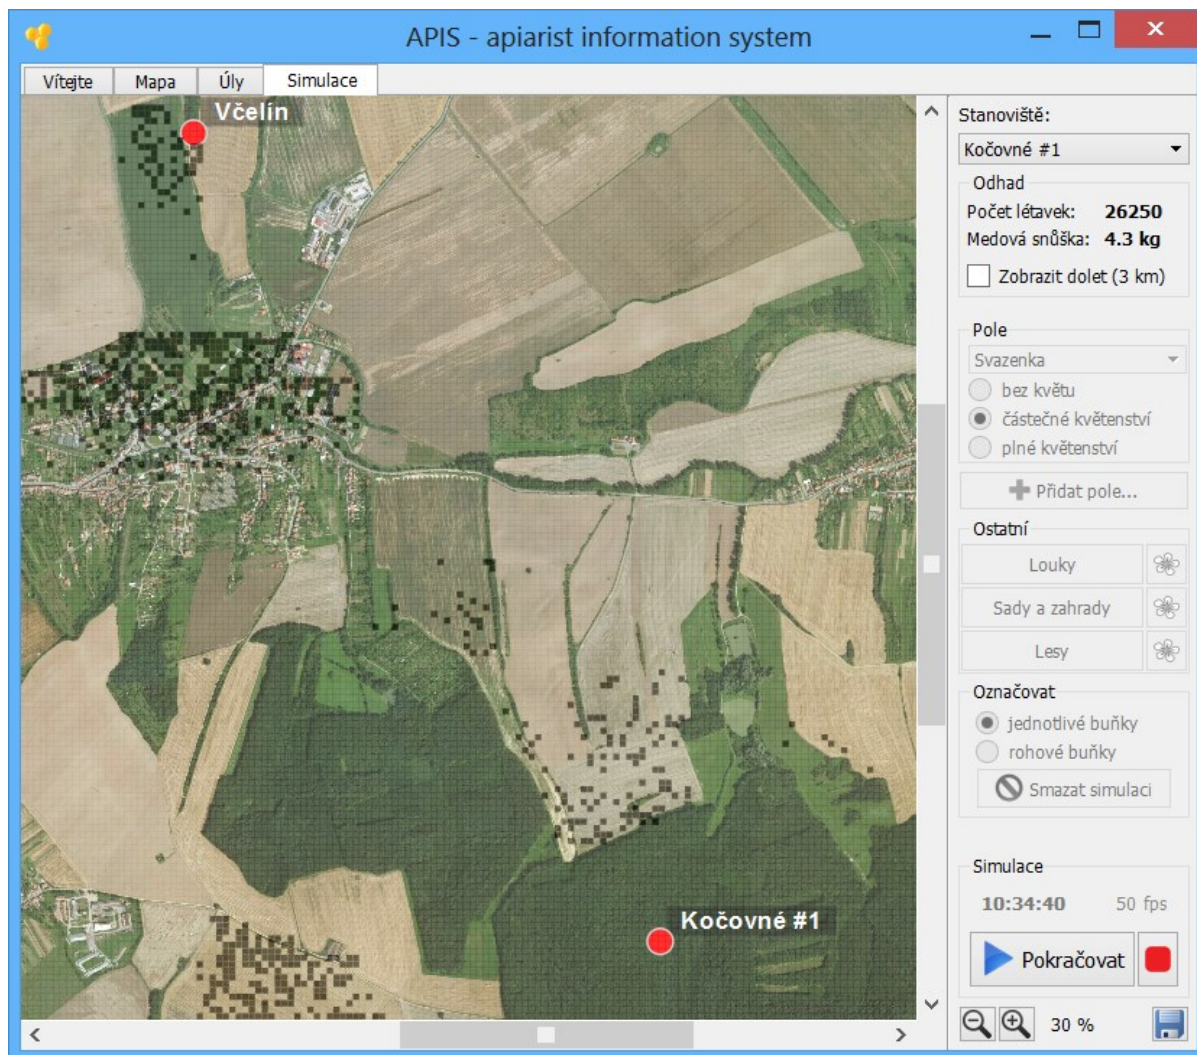 APIS - apiarist information system
Vítejte
Mapa
Úly
Simulace
Včelín
Kočovné #1
Stanoviště:
Kočovné #1
Odhad
Počet létavek: 26250
Medová snůška: 4.3 kg
Zobrazit dolet (3 km)
Pole
Svazenka
bez květu
částečné květenství
plné květenství
Přidat pole...
Ostatní
Louky
Sady a zahrady
Lesy
Označovat
jednotlivé buňky
rohové buňky
Smazat simulaci
Simulace
10:34:40 50 fps
Pokračovat
30 %